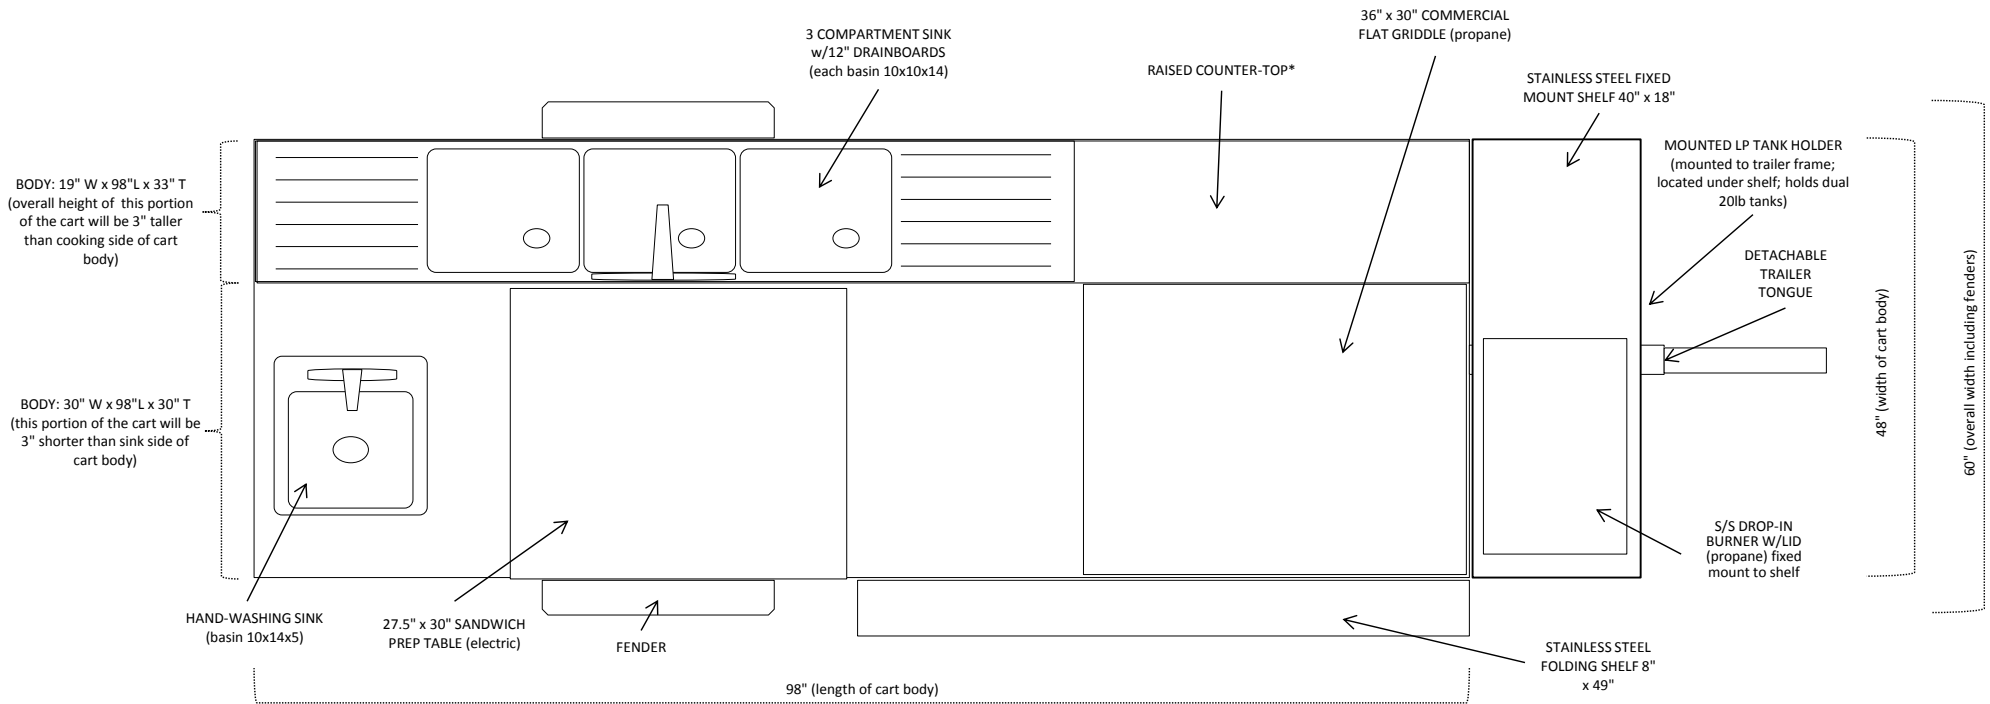 3 COMPARTMENT SINK
w/12" DRAINBOARDS
(each basin 10x10x14)
RAISED COUNTER-TOP*
36" x 30" COMMERCIAL
FLAT GRIDDLE (propane)
STAINLESS STEEL FIXED
MOUNT SHELF 40" x 18"
MOUNTED LP TANK HOLDER
(mounted to trailer frame;
located under shelf; holds dual
20lb tanks)
DETACHABLE
TRAILER
TONGUE
BODY: 19" W x 98"L x 33" T
(overall height of this portion
of the cart will be 3" taller
than cooking side of cart
body)
BODY: 30" W x 98"L x 30" T
(this portion of the cart will be
3" shorter than sink side of
cart body)
48" (width of cart body)
60" (overall width including fenders)
S/S DROP-IN
BURNER W/LID
(propane) fixed
mount to shelf
HAND-WASHING SINK
(basin 10x14x5)
27.5" x 30" SANDWICH
PREP TABLE (electric)
FENDER
STAINLESS STEEL
FOLDING SHELF 8"
x 49"
98" (length of cart body)